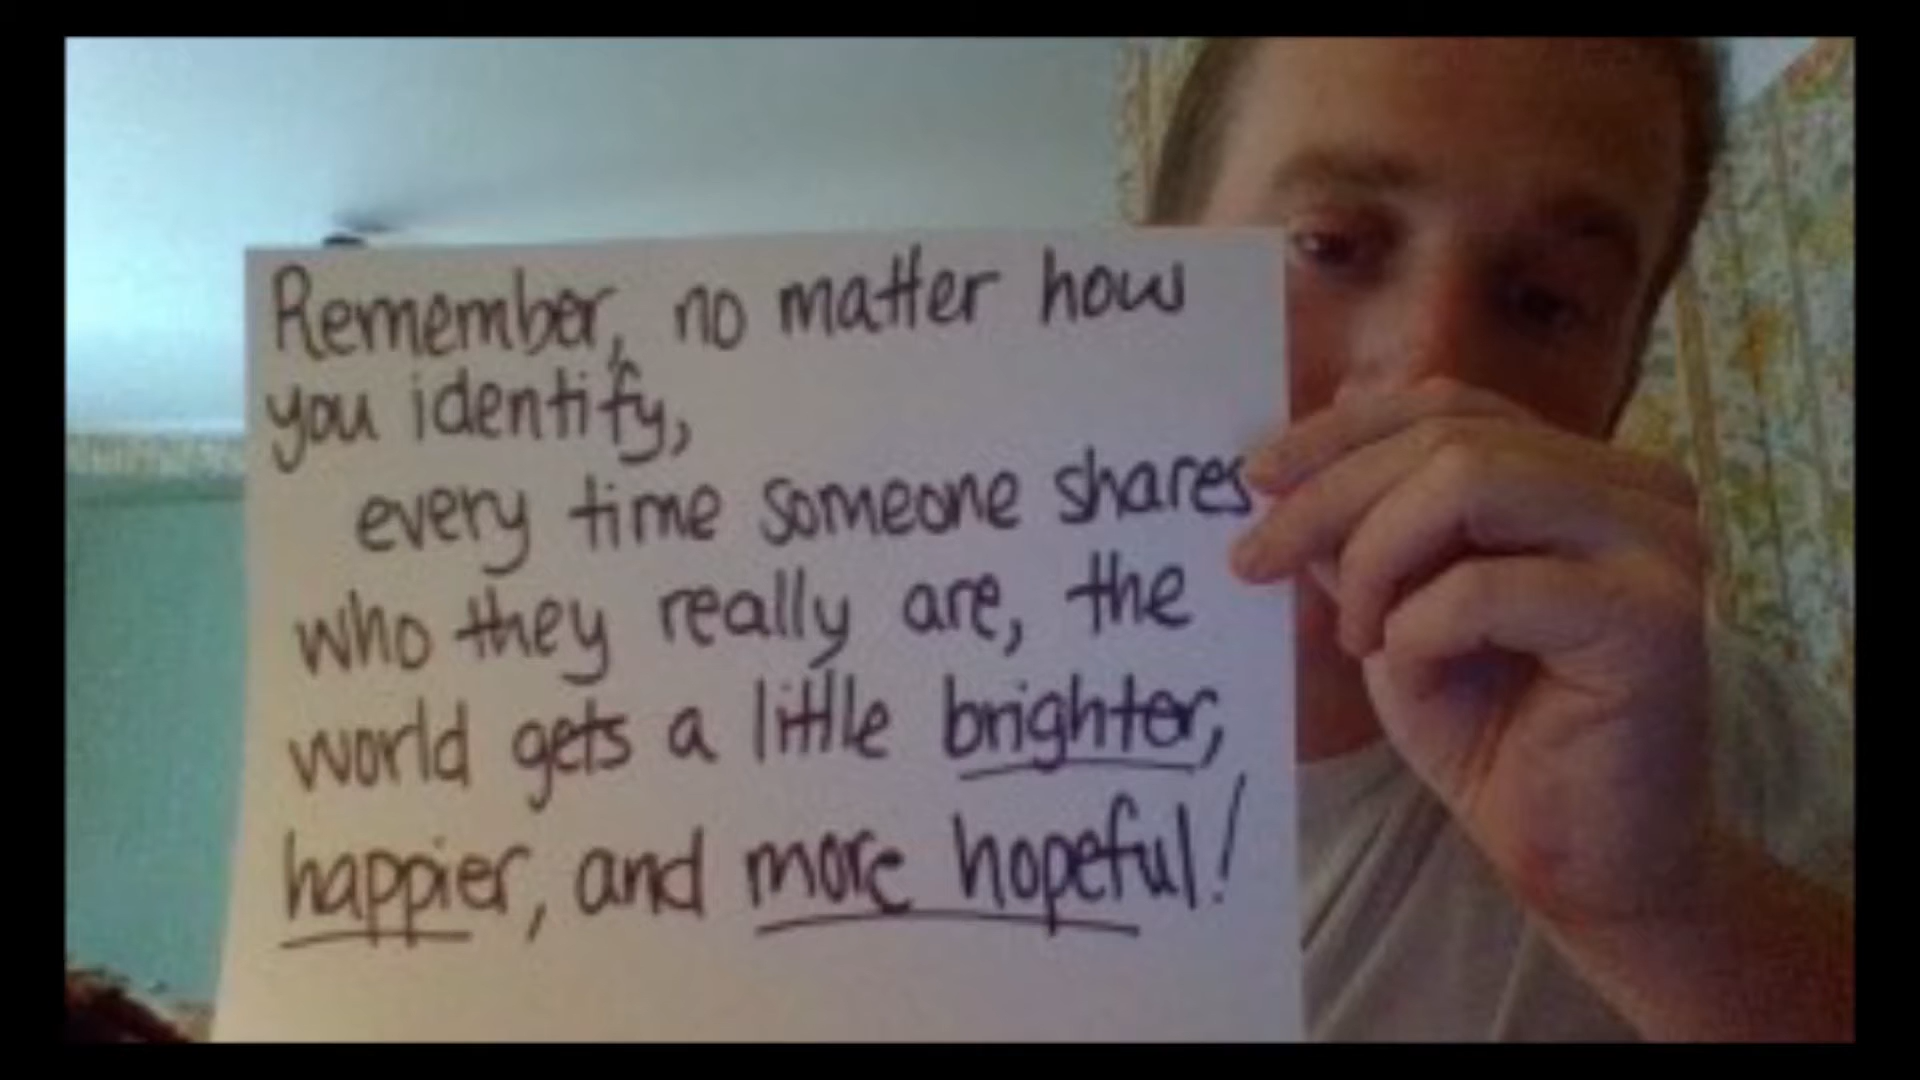 Remember, no matter how
you identify,
every time someone shares
who they really are, the
world gets a little brighter,
happier, and more hopeful!